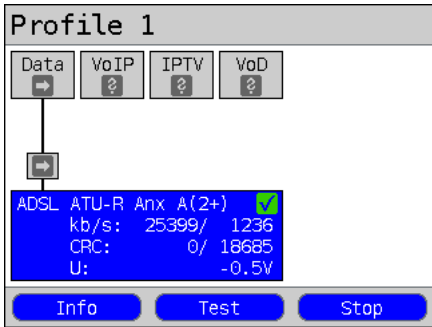 Profile 1
Data VoIP IPTV VoD
? ? ?
ADSL ATU-R Anx A(2+)
kb/s: 25399/ 1236
CRC: 0/ 18685
U: -0.5V
Info Test Stop